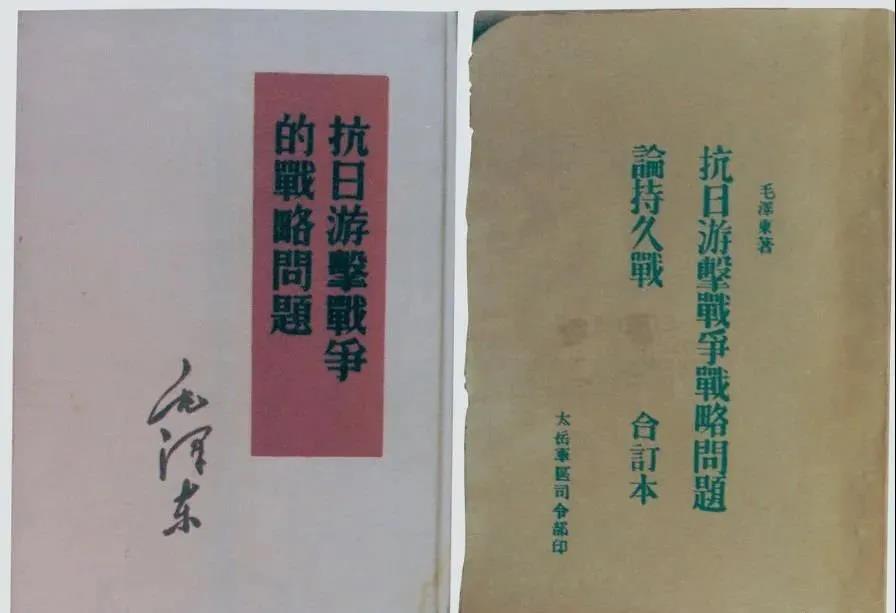 抗日游擊戰爭
的戰略問題
毛泽东
毛澤東著
抗日游擊戰爭戰略問題
論持久戰 合訂本
太岳軍區司令部印